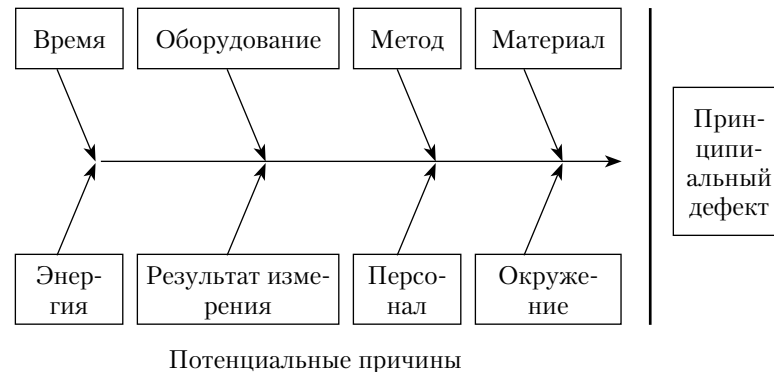 Время
Оборудование
Метод
Материал
Прин-
ципи-
альный
дефект
Энер-
гия
Результат изме-
рения
Персо-
нал
Окруже-
ние
Потенциальные причины